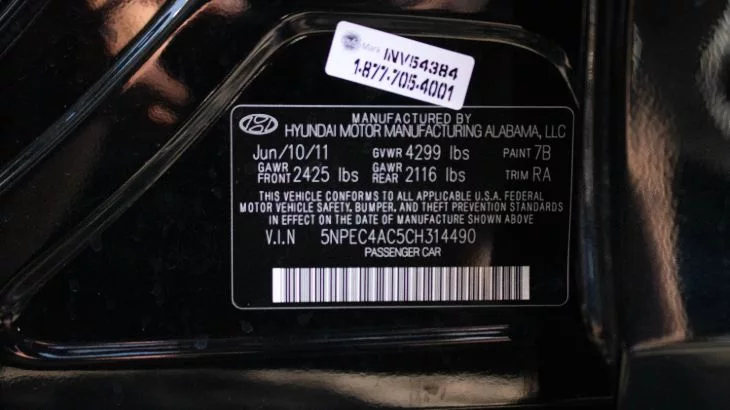 Mark INV54384
1-877-705-4001
MANUFACTURED BY
HYUNDAI MOTOR MANUFACTURING ALABAMA, LLC
Jun/10/11 GVWR 4299 lbs PAINT 7B
GAWR FRONT 2425 lbs GAWR REAR 2116 lbs TRIM RA
THIS VEHICLE CONFORMS TO ALL APPLICABLE U.S.A. FEDERAL
MOTOR VEHICLE SAFETY, BUMPER, AND THEFT PREVENTION STANDARDS
IN EFFECT ON THE DATE OF MANUFACTURE SHOWN ABOVE
V.I.N 5NPEC4AC5CH314490
PASSENGER CAR